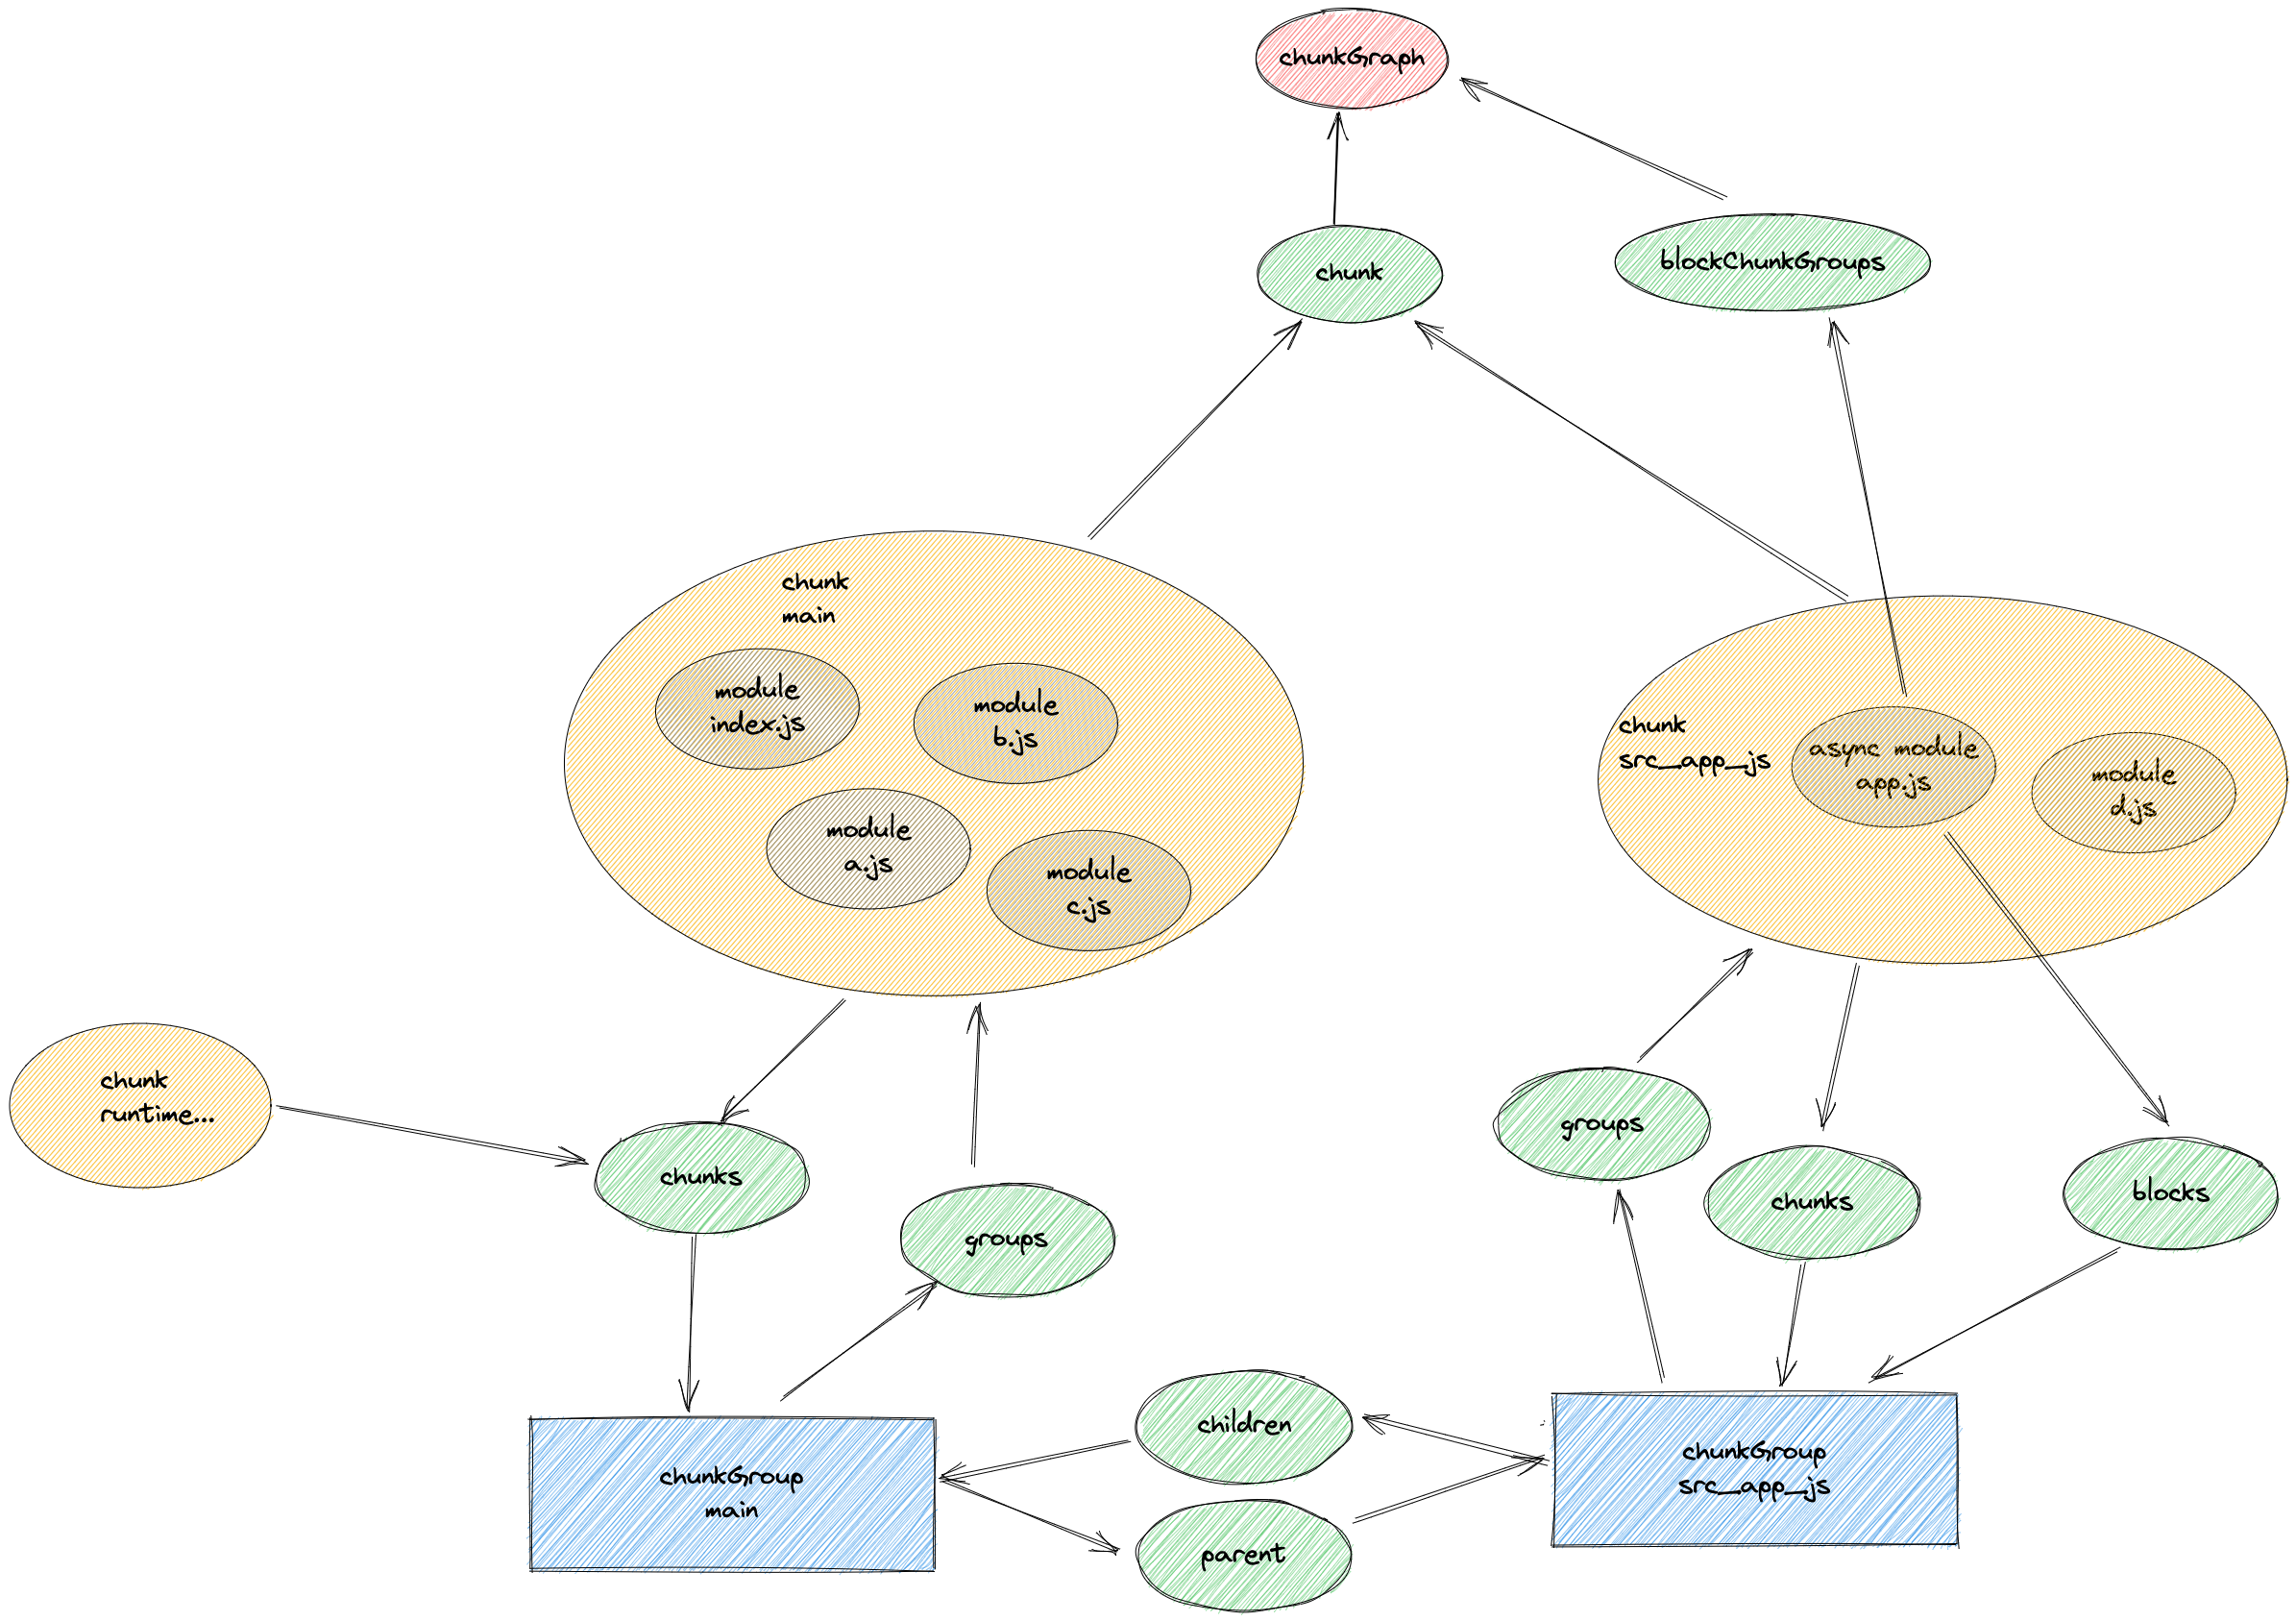 chunkGraph
chunk
blockChunkGroups
chunk
main
module
index.js
module
b.js
module
a.js
module
c.js
chunk
src_app_js
async module
app.js
module
d.js
chunk
runtime...
chunks
groups
groups
chunks
blocks
children
parent
chunkGroup
main
chunkGroup
src_app_js